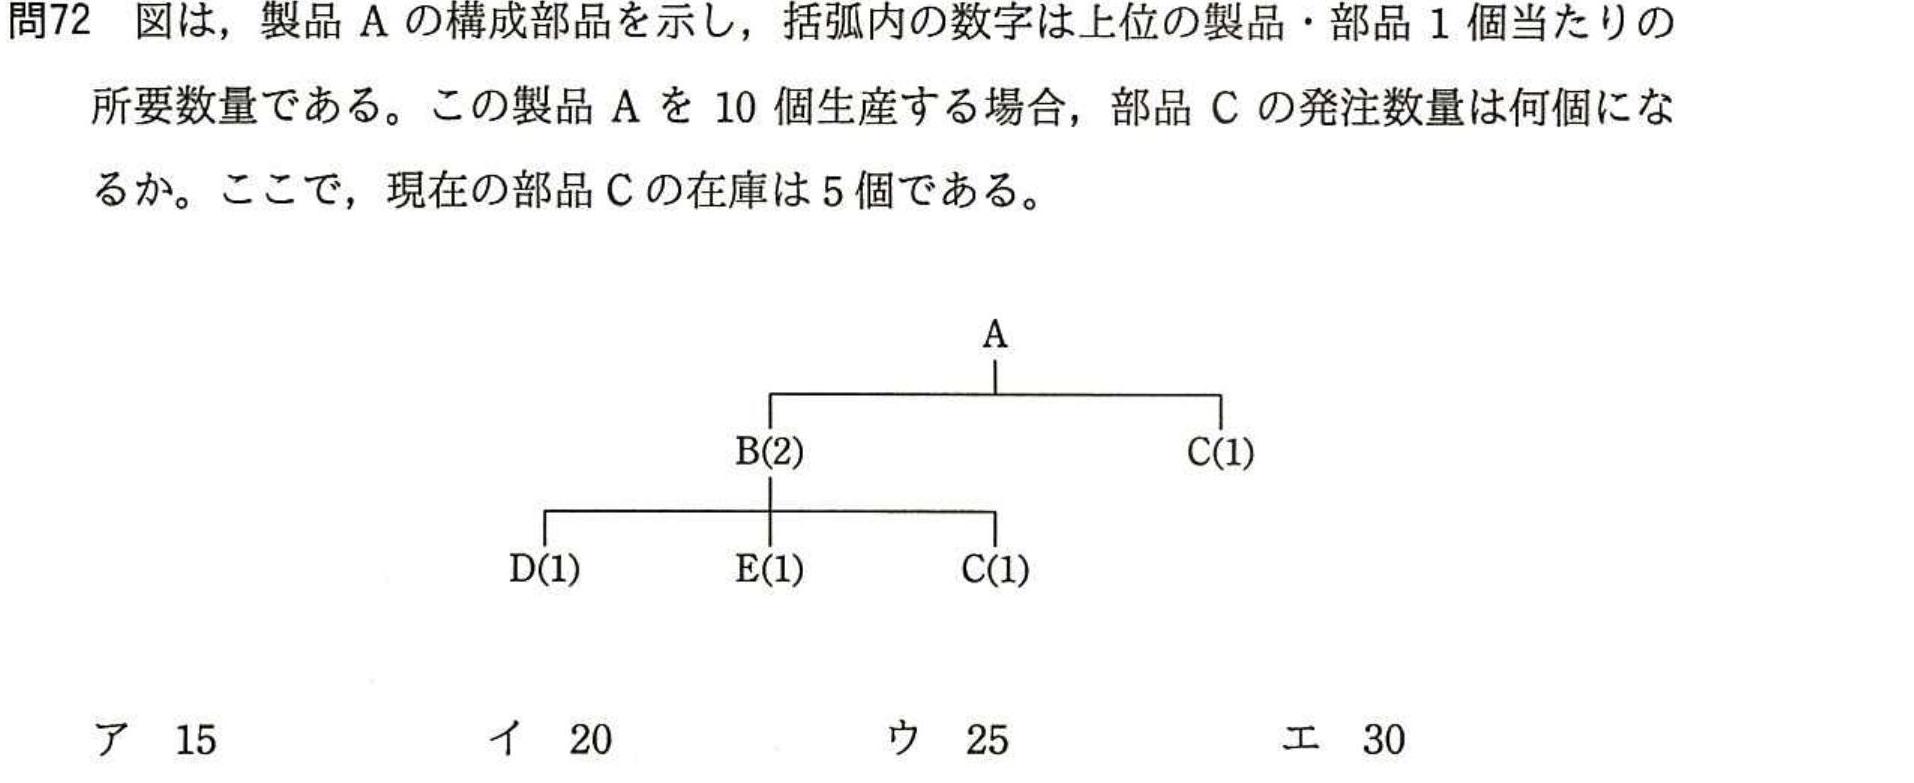 問72 図は，製品 A の構成部品を示し，括弧内の数字は上位の製品・部品 1 個当たりの
所要数量である。この製品 A を 10 個生産する場合，部品 C の発注数量は何個にな
るか。ここで，現在の部品 C の在庫は 5 個である。
A
B(2) C(1)
D(1) E(1) C(1)
ア 15 イ 20 ウ 25 エ 30